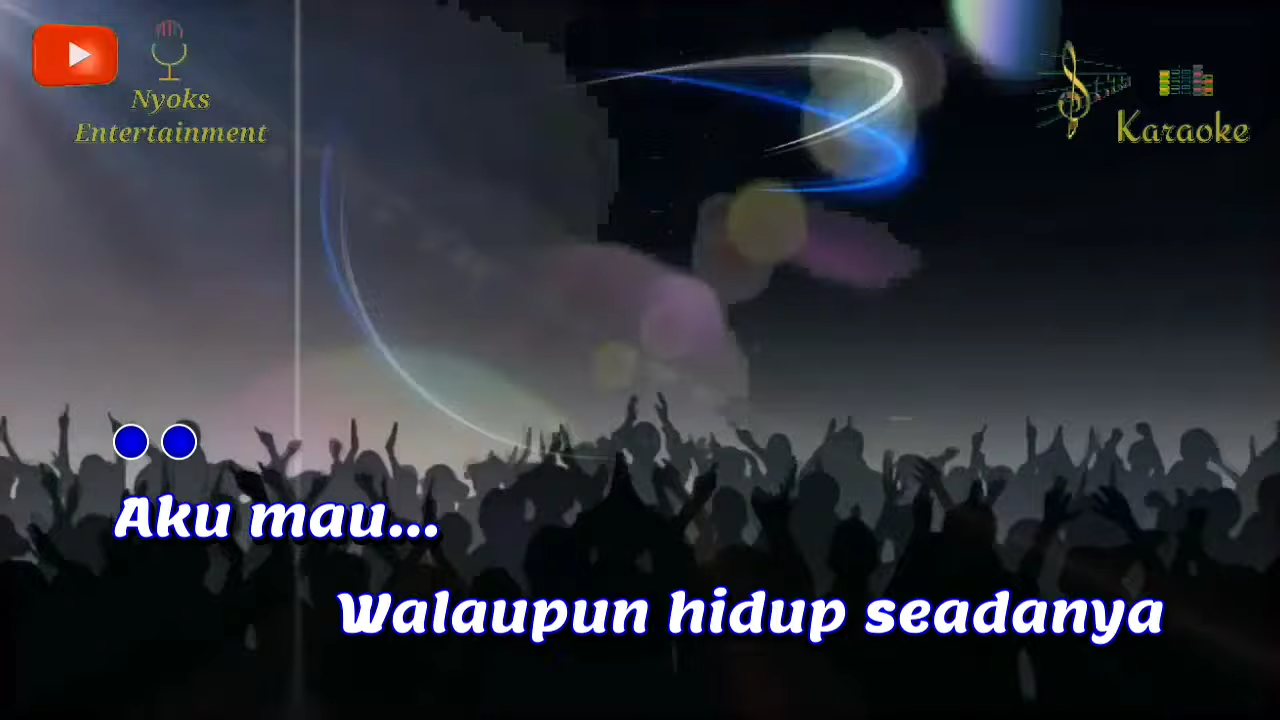 Nyoks
Entertainment
Karaoke
Aku mau...
Walaupun hidup seadanya